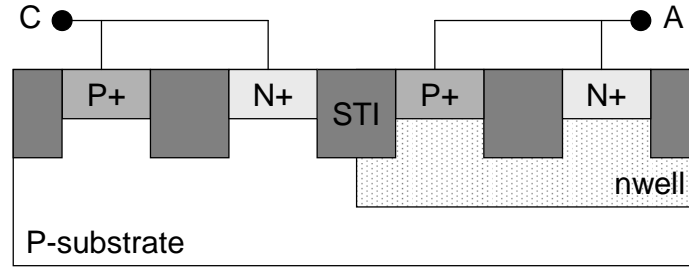 C
A
P+
N+
STI
P+
N+
nwell
P-substrate